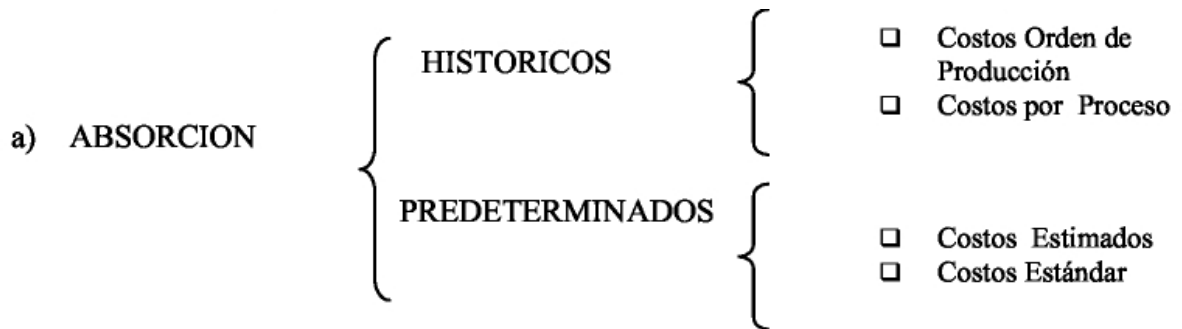 a) ABSORCION
HISTORICOS
Costos Orden de
Producción
Costos por Proceso
PREDETERMINADOS
Costos Estimados
Costos Estándar